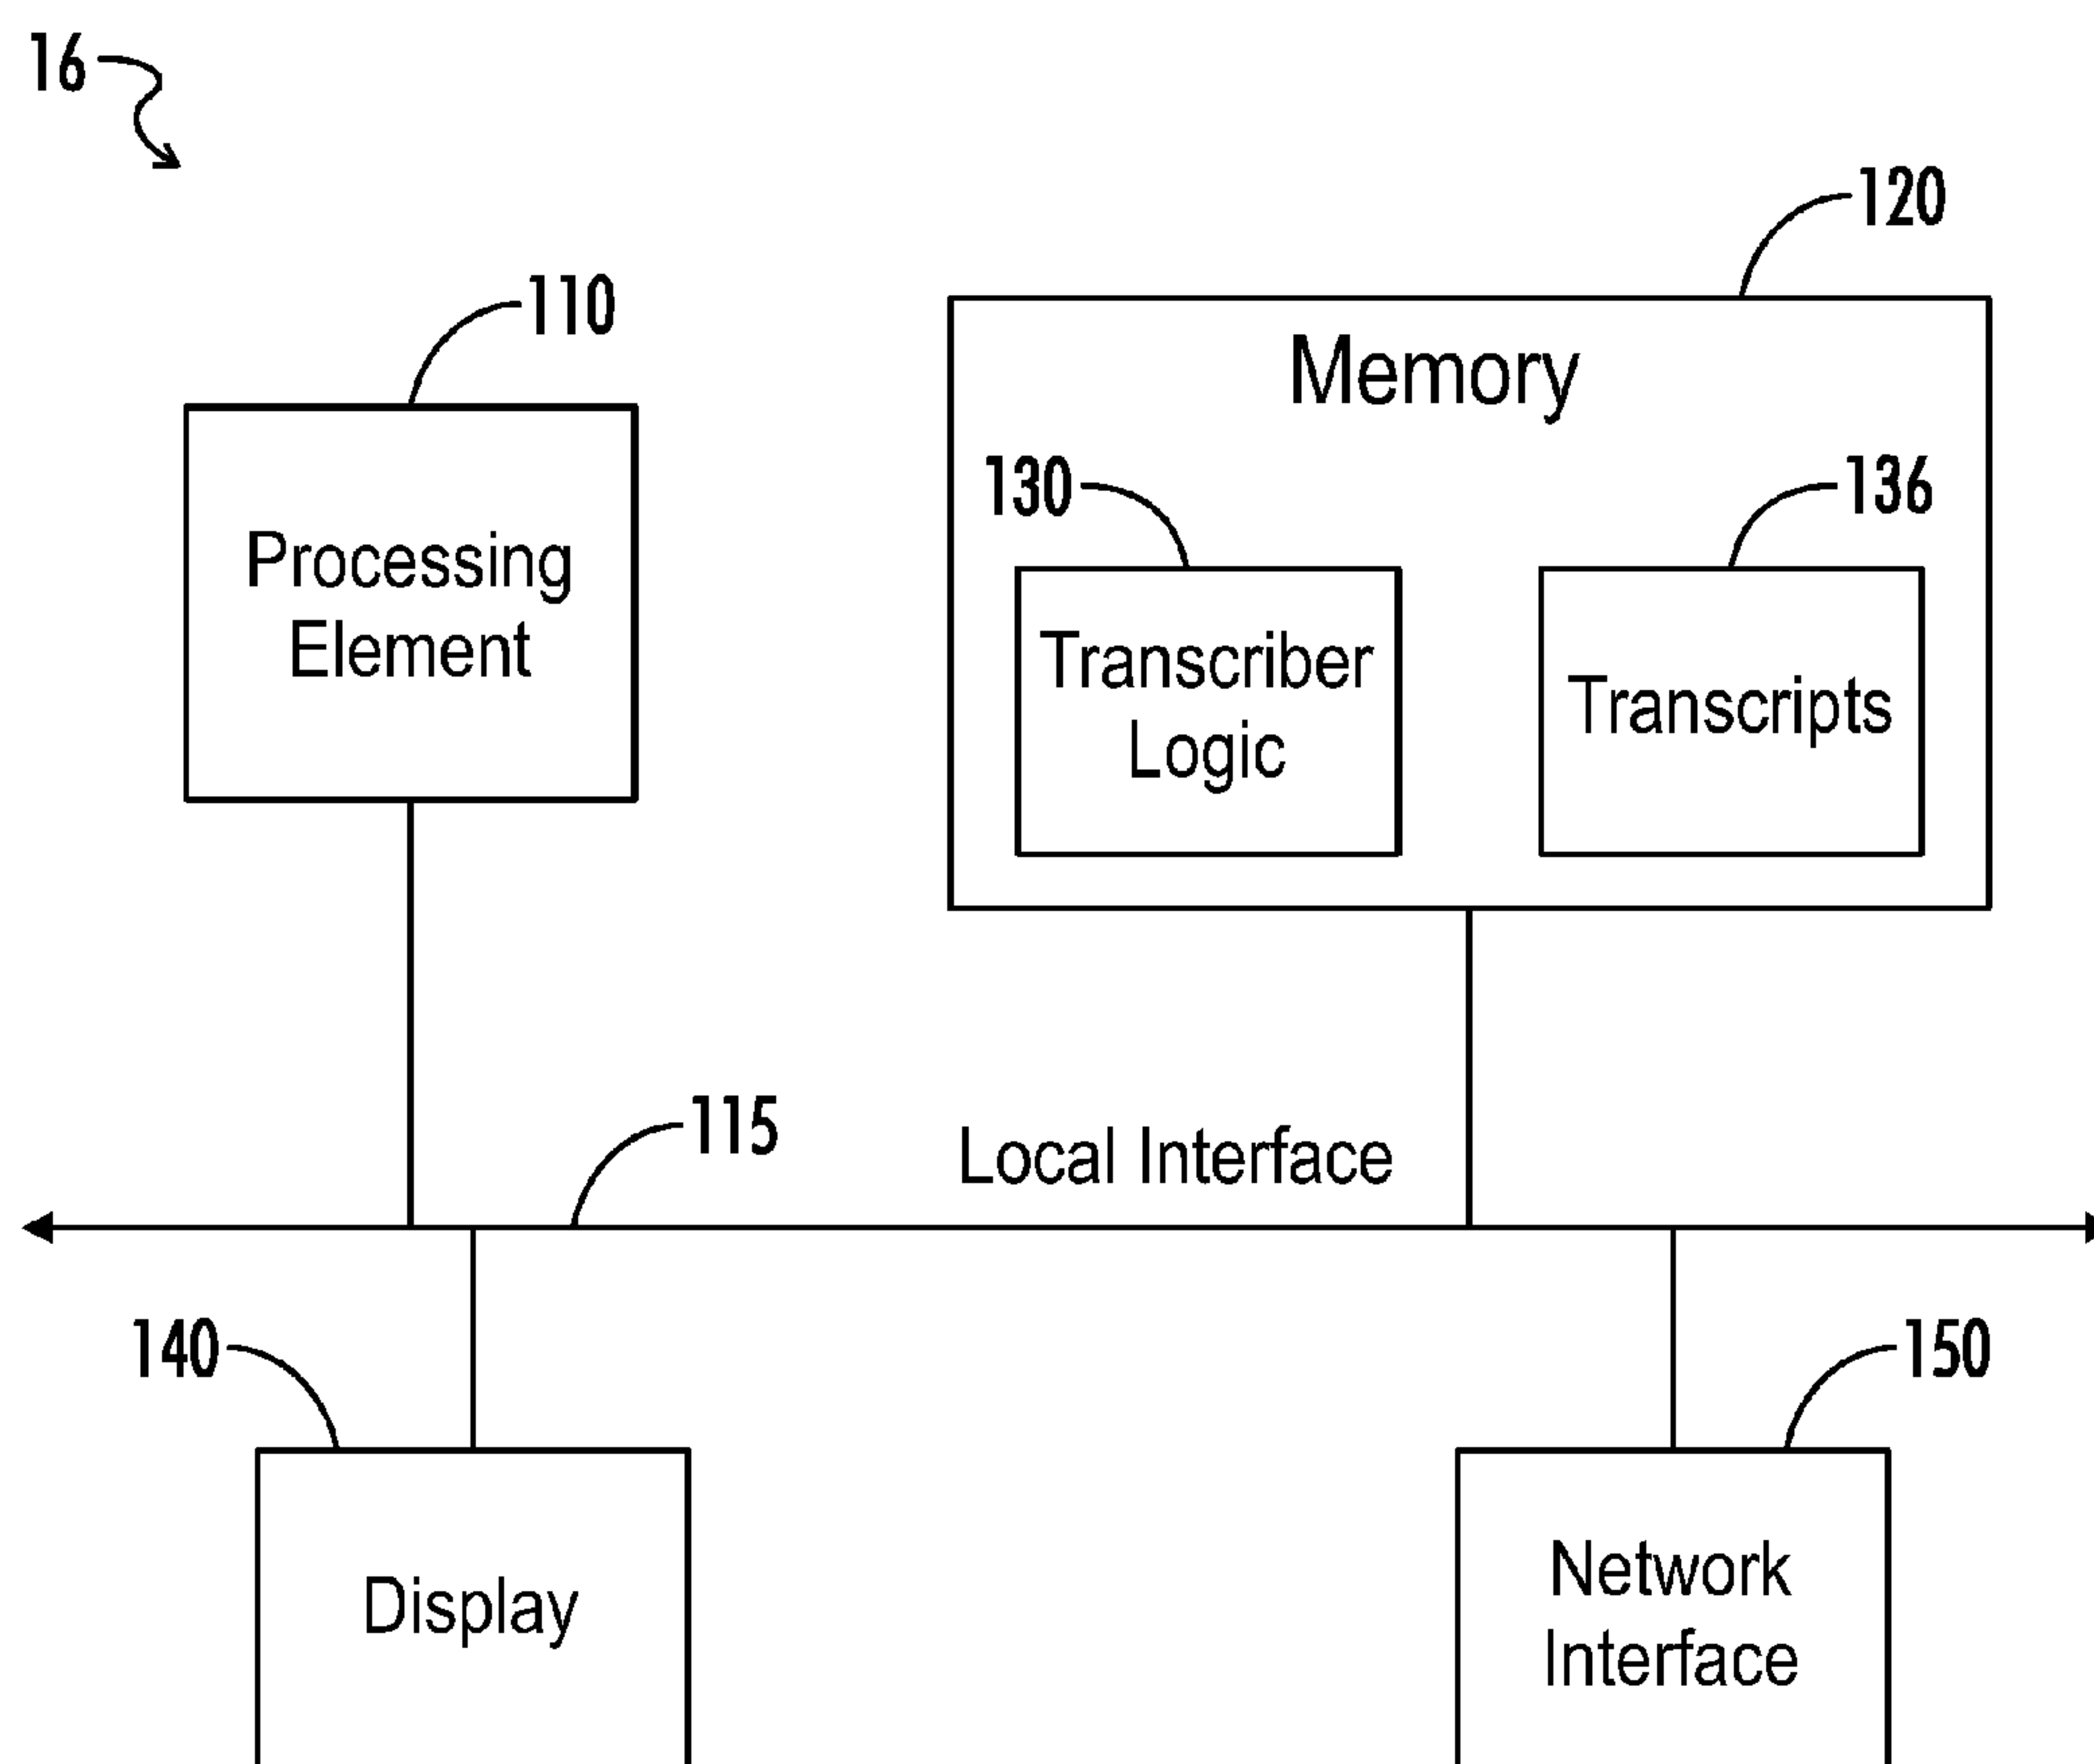 16
120
110
Memory
130
136
Processing
Element
Transcriber
Logic
Transcripts
115
Local Interface
140
150
Display
Network
Interface